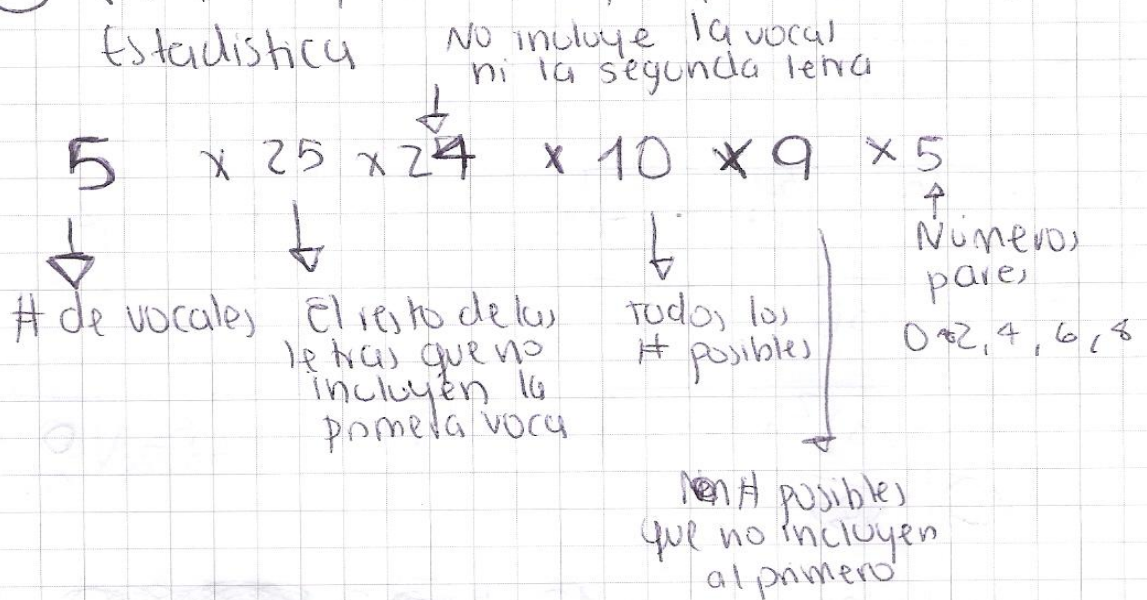 Estadistica
No incluye la vocal
ni la segunda letra
5 x 25 x 24 x 10 x 9 x 5
# de vocales
El resto de las
letras que no
incluyen la
primera voca
Todos los
# posibles
Números
pares
0 2, 4, 6, 8
# posibles
que no incluyen
al primero